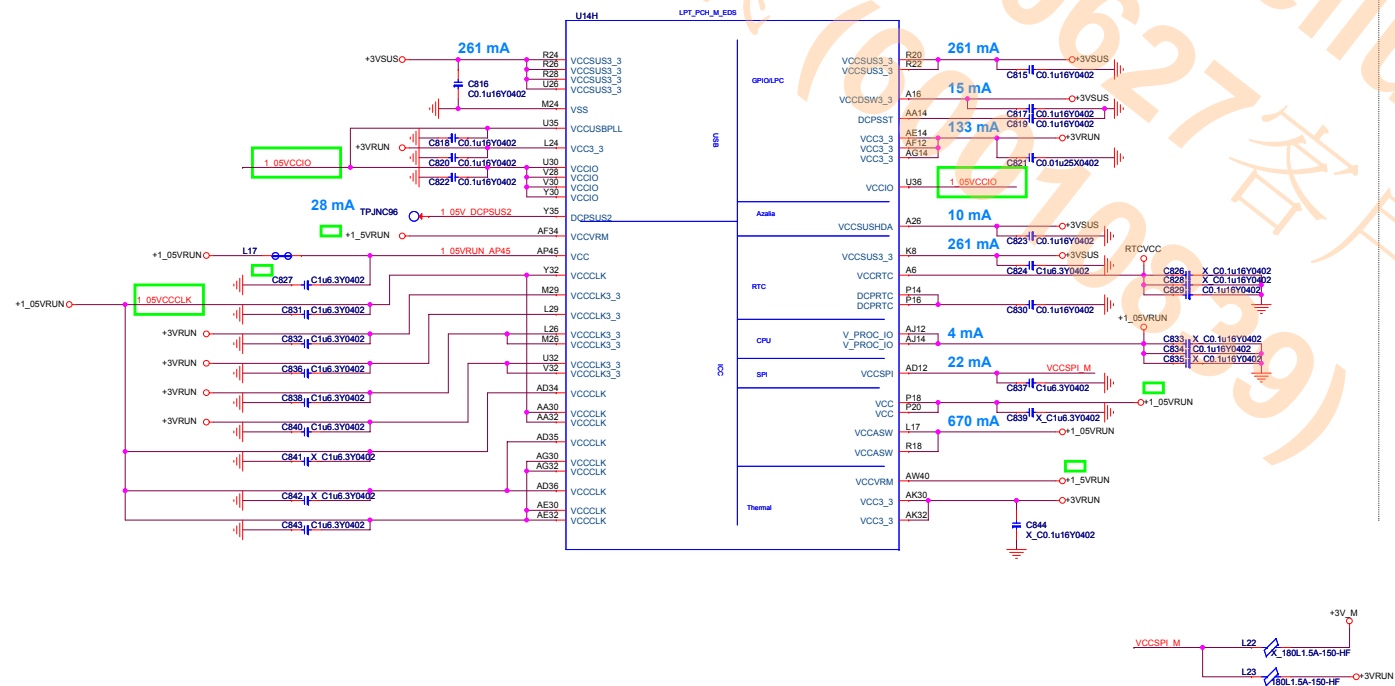 U14H
LPT_PCH_M_EDS
261 mA
+3VSUS
R24
R26
R28
U26
VCCSUS3_3
VCCSUS3_3
VCCSUS3_3
VCCSUS3_3
C816
C0.1u16Y0402
M24
VSS
U35
VCCUSBPLL
+3VRUN
C818
C0.1u16Y0402
L24
VCC3_3
1_05VCCIO
C820
C0.1u16Y0402
C822
C0.1u16Y0402
U30
V28
V30
Y30
VCCIO
VCCIO
VCCIO
VCCIO
28 mA
TPJNC96
1_05V_DCPSUS2
Y35
DCPSUS2
+1_5VRUN
AF34
VCCVRM
+1_05VRUN
L17
1_05VRUN_AP45
AP45
VCC
C827
C1u6.3Y0402
Y32
VCCCLK
+1_05VRUN
1_05VCCCLK
C831
C1u6.3Y0402
M29
VCCCLK3_3
L29
VCCCLK3_3
+3VRUN
C832
C1u6.3Y0402
L26
M26
VCCCLK3_3
VCCCLK3_3
+3VRUN
C836
C1u6.3Y0402
U32
V32
VCCCLK3_3
VCCCLK3_3
+3VRUN
C838
C1u6.3Y0402
AD34
VCCCLK
+3VRUN
C840
C1u6.3Y0402
AA30
AA32
VCCCLK
VCCCLK
C841
X_C1u6.3Y0402
AD35
VCCCLK
AG30
AG32
VCCCLK
VCCCLK
C842
X_C1u6.3Y0402
AD36
VCCCLK
C843
C1u6.3Y0402
AE30
AE32
VCCCLK
VCCCLK
USB
ICC
GPIO/LPC
Azalia
RTC
CPU
SPI
Thermal
VCCSUS3_3
VCCSUS3_3
R20
R22
261 mA
+3VSUS
C815
C0.1u16Y0402
VCCDSW3_3
A16
15 mA
+3VSUS
DCPSST
AA14
C817
C0.1u16Y0402
C819
C0.1u16Y0402
VCC3_3
VCC3_3
VCC3_3
AE14
AF12
AG14
133 mA
+3VRUN
C821
C0.01u25X0402
VCCIO
U36
1_05VCCIO
VCCSUSHDA
A26
10 mA
+3VSUS
C823
C0.1u16Y0402
VCCSUS3_3
K8
261 mA
+3VSUS
C824
C1u6.3Y0402
VCCRTC
A6
RTCVCC
C826
X_C0.1u16Y0402
C828
X_C0.1u16Y0402
C829
C0.1u16Y0402
DCPRTC
DCPRTC
P14
P16
C830
C0.1u16Y0402
+1_05VRUN
V_PROC_IO
V_PROC_IO
AJ12
AJ14
4 mA
C833
X_C0.1u16Y0402
C834
C0.1u16Y0402
C835
X_C0.1u16Y0402
VCCSPI
AD12
22 mA
VCCSPI_M
C837
C1u6.3Y0402
VCC
VCC
P18
P20
+1_05VRUN
C839
X_C1u6.3Y0402
VCCASW
VCCASW
L17
R18
670 mA
+1_05VRUN
VCCVRM
AW40
+1_5VRUN
VCC3_3
VCC3_3
AK30
AK32
+3VRUN
C844
X_C0.1u16Y0402
+3V_M
VCCSPI_M
L22
X_180L1.5A-150-HF
L23
180L1.5A-150-HF
+3VRUN